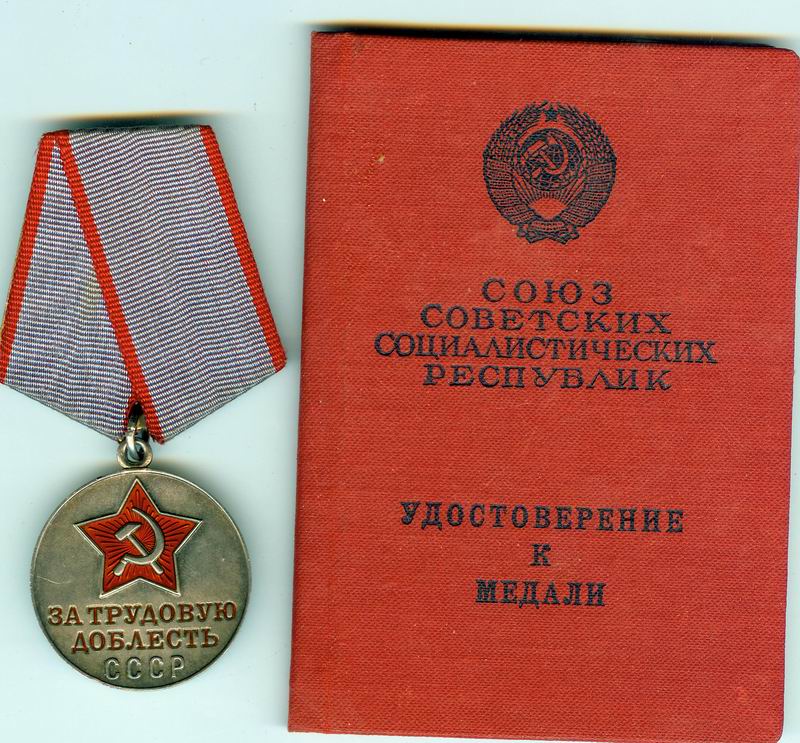 ЗА ТРУДОВУЮ
ДОБЛЕСТЬ
СССР
СОЮЗ
СОВЕТСКИХ
СОЦИАЛИСТИЧЕСКИХ
РЕСПУБЛИК
УДОСТОВЕРЕНИЕ
К
МЕДАЛИ